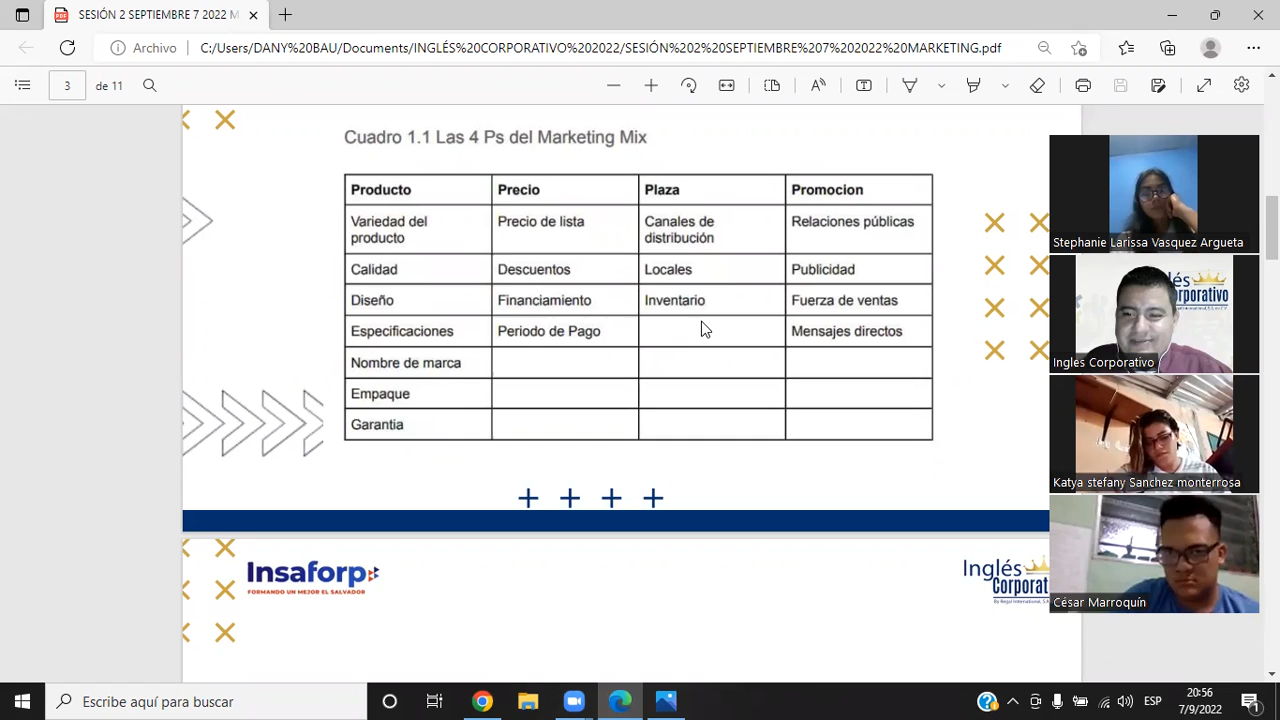 SESIÓN 2 SEPTIEMBRE 7 2022 M
Archivo
C:/Users/DANY%20BAU/Documents/INGLÉS%20CORPORATIVO%202022/SESIÓN%202%20SEPTIEMBRE%207%202022%20MARKETING.pdf
3 de 11
Cuadro 1.1 Las 4 Ps del Marketing Mix
Producto Precio Plaza Promocion
Variedad del producto Precio de lista Canales de distribución Relaciones públicas
Calidad Descuentos Locales Publicidad
Diseño Financiamiento Inventario Fuerza de ventas
Especificaciones Periodo de Pago Mensajes directos
Nombre de marca
Empaque
Garantia
Insaforp
FORMANDO UN MEJOR EL SALVADOR
Inglés
Corporat
Stephanie Larissa Vasquez Argueta
Inglés
orporativo
Ingles Corporativo
Katya stefany Sanchez monterrosa
César Marroquín
Escribe aquí para buscar
ESP
20:56
7/9/2022